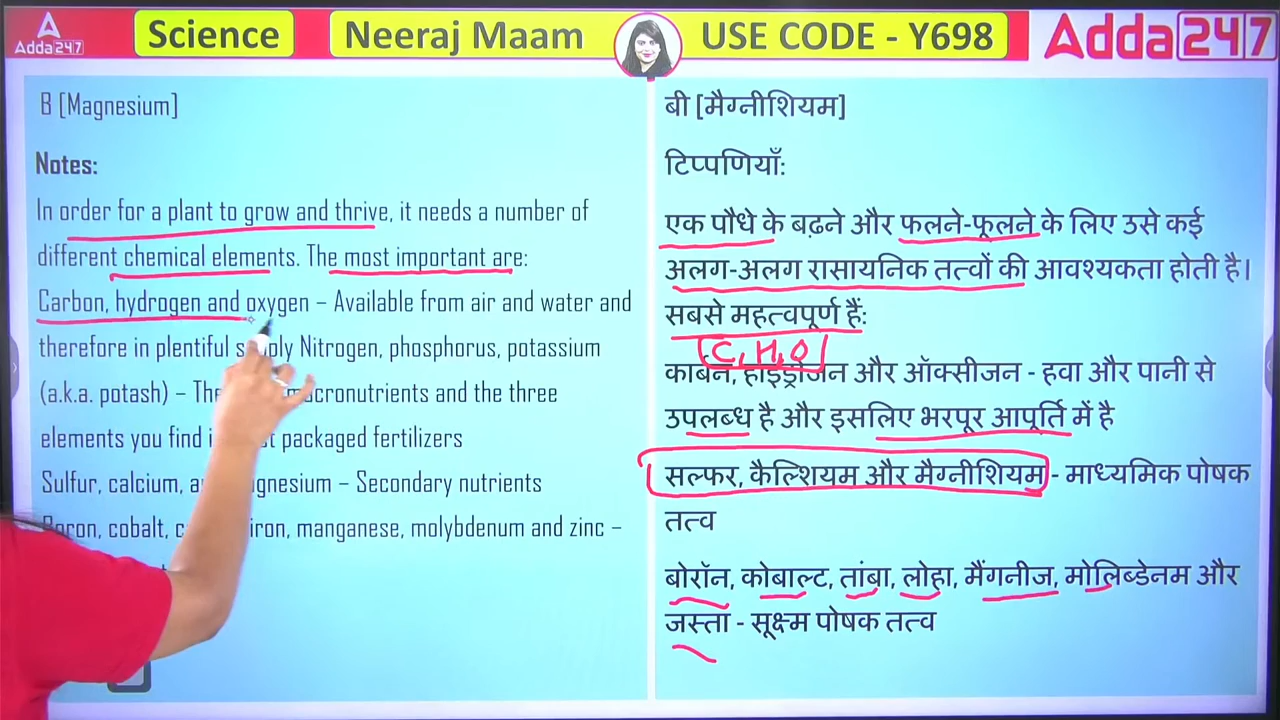 Adda247
Science
Neeraj Maam
USE CODE - Y698
Adda247
B [Magnesium]
Notes:
In order for a plant to grow and thrive, it needs a number of
different chemical elements. The most important are:
Carbon, hydrogen and oxygen – Available from air and water and
therefore in plentiful Nitrogen, phosphorus, potassium
(a.k.a. potash) – and the three
elements you find packaged fertilizers
Sulfur, calcium, – Secondary nutrients
cobalt, iron, manganese, molybdenum and zinc –
बी [मैग्नीशियम]
टिप्पणियाँ:
एक पौधे के बढ़ने और फलने-फूलने के लिए उसे कई
अलग-अलग रासायनिक तत्वों की आवश्यकता होती है।
सबसे महत्वपूर्ण हैं:
C, H, O
कार्बन, हाइड्रोजन और ऑक्सीजन - हवा और पानी से
उपलब्ध है और इसलिए भरपूर आपूर्ति में है
सल्फर, कैल्शियम और मैग्नीशियम - माध्यमिक पोषक
तत्व
बोरॉन, कोबाल्ट, तांबा, लोहा, मैंगनीज, मोलिब्डेनम और
जस्ता - सूक्ष्म पोषक तत्व